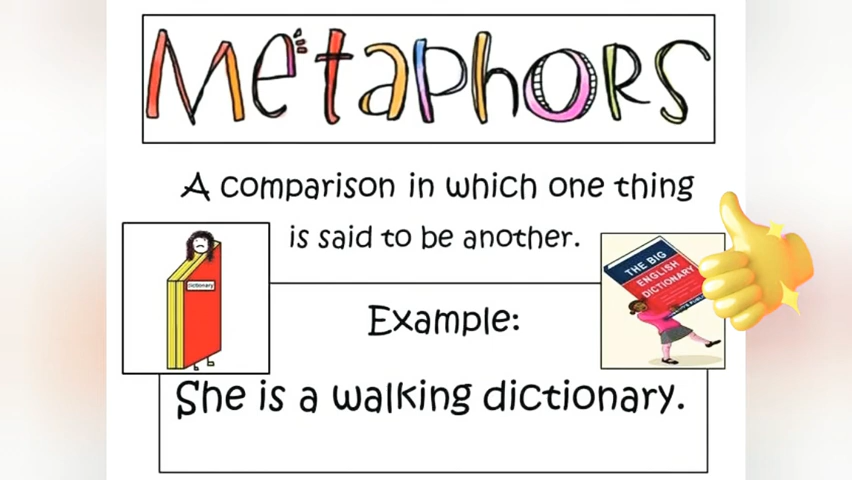 METAPHORS
A comparison in which one thing
is said to be another.
dictionary
THE BIG
ENGLISH
DICTIONARY
Example:
She is a walking dictionary.